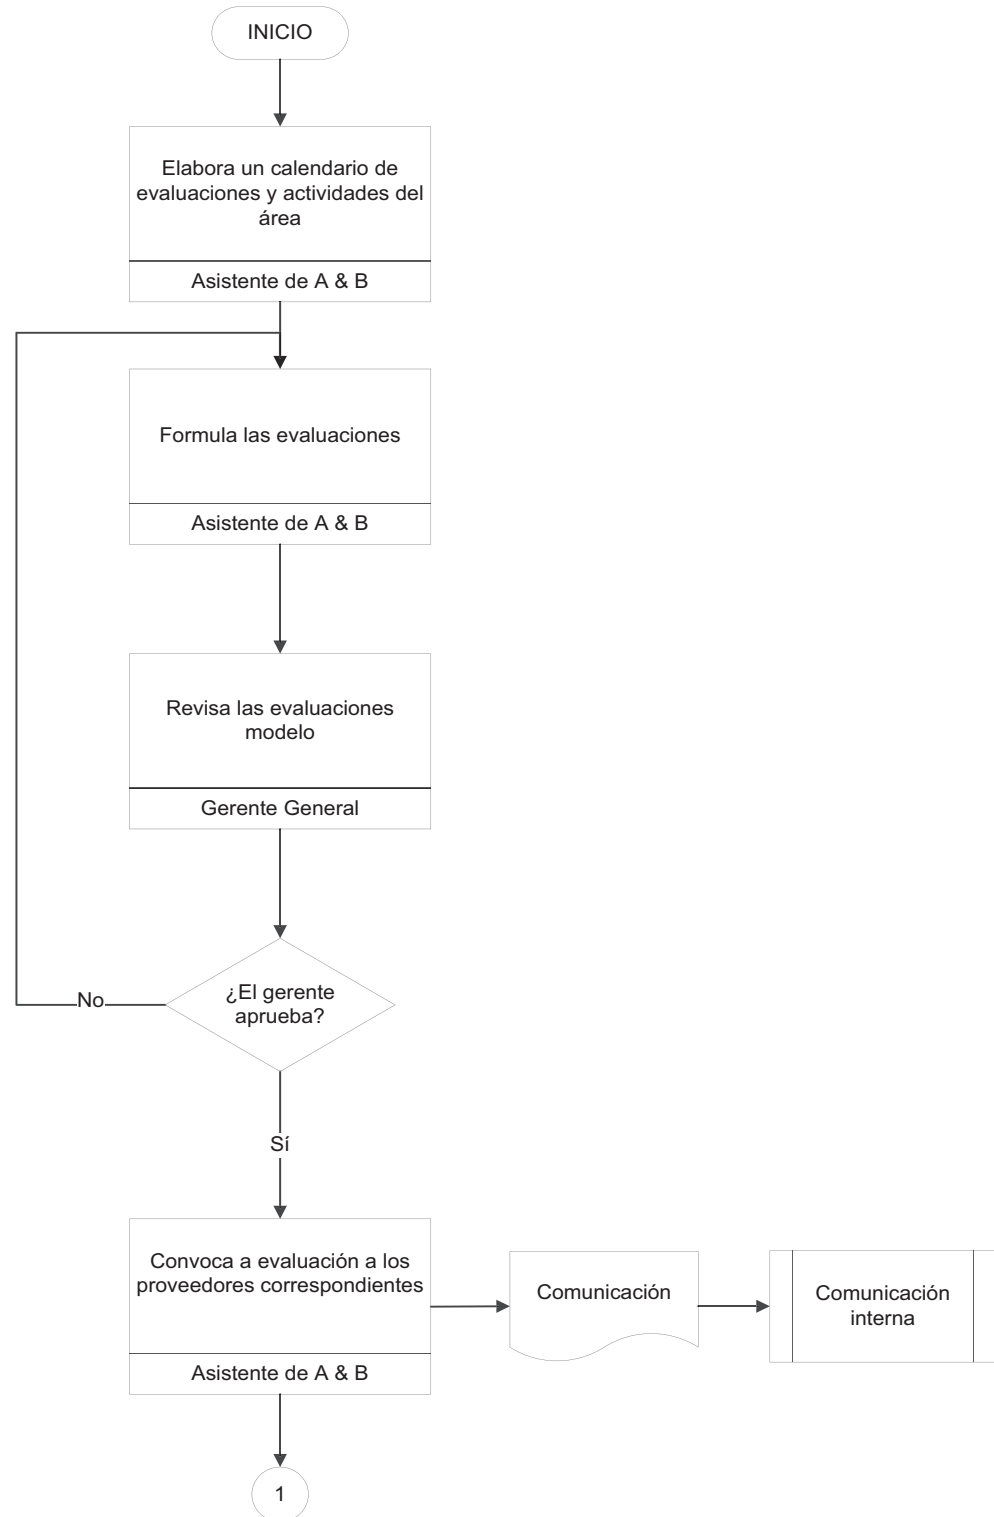 INICIO
Elabora un calendario de
evaluaciones y actividades del
área
Asistente de A & B
Formula las evaluaciones
Asistente de A & B
Revisa las evaluaciones
modelo
Gerente General
¿El gerente
aprueba?
No
Sí
Convoca a evaluación a los
proveedores correspondientes
Asistente de A & B
Comunicación
Comunicación
interna
1